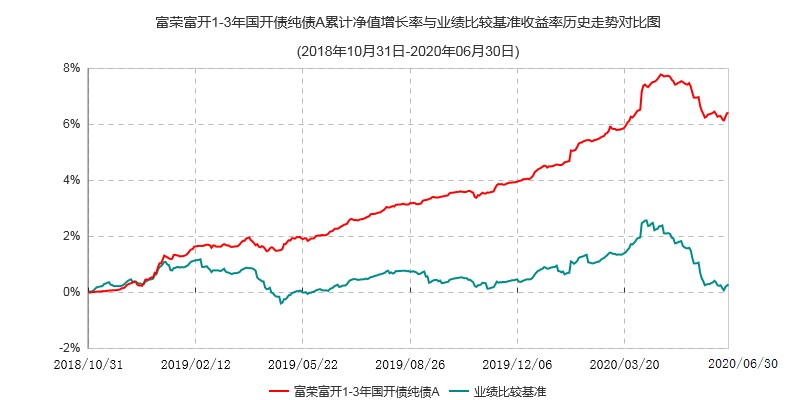 富荣富开1-3年国开债纯债A累计净值增长率与业绩比较基准收益率历史走势对比图
(2018年10月31日-2020年06月30日)
8%
6%
4%
2%
0%
-2%
2018/10/31 2019/02/12 2019/05/22 2019/08/26 2019/12/06 2020/03/20 2020/06/30
富荣富开1-3年国开债纯债A 业绩比较基准